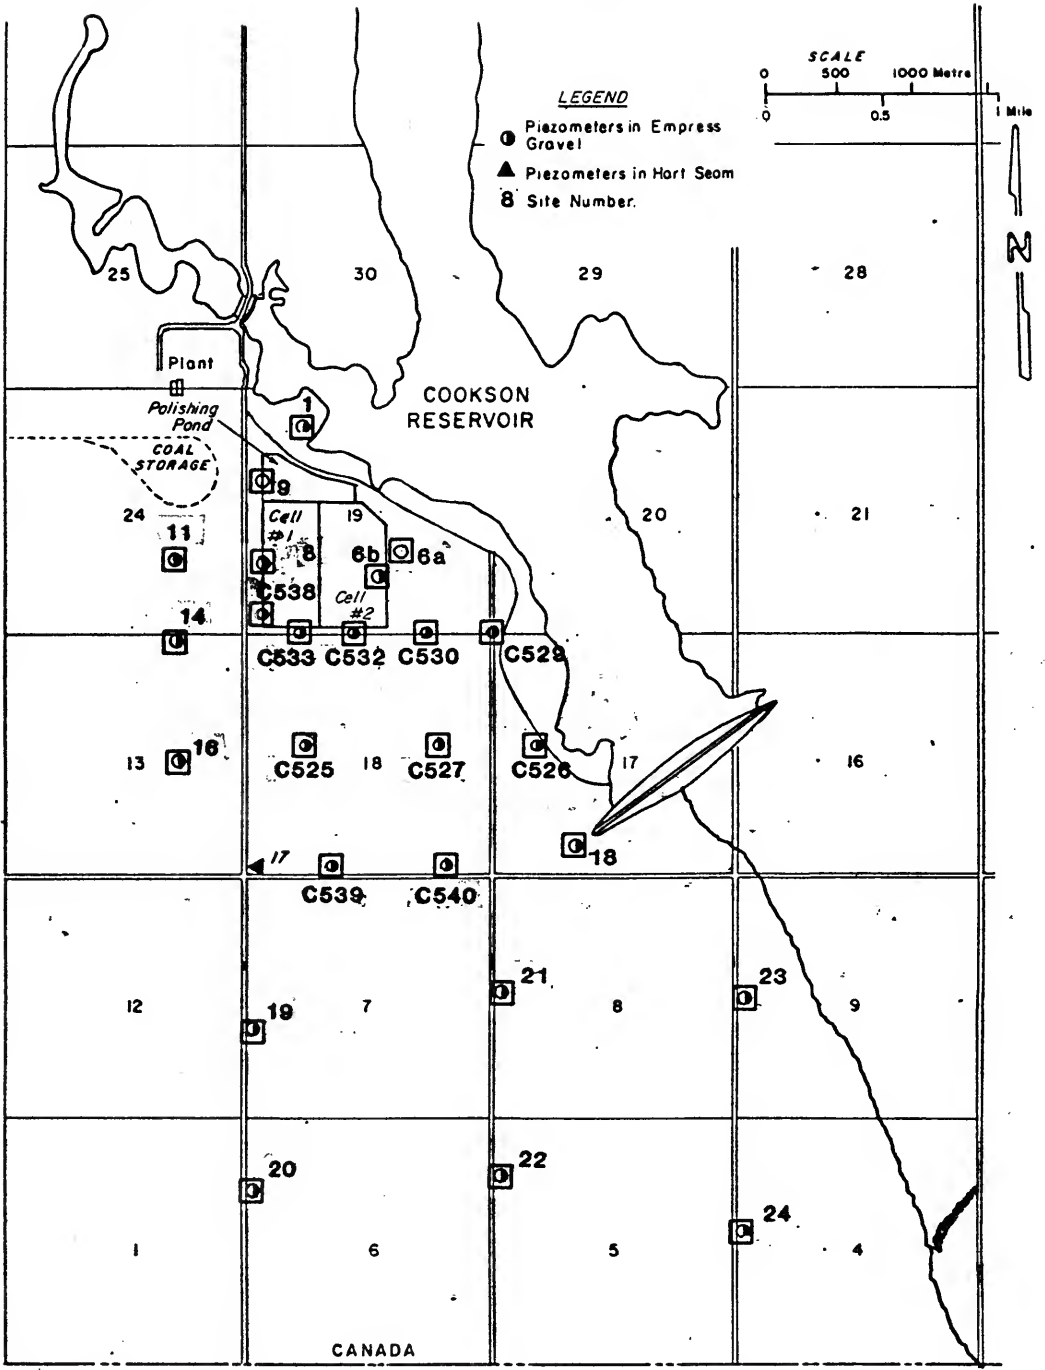 SCALE
0 500 1000 Metre
0 0.5 1 Mile
LEGEND
Piezometers in Empress
Gravel
Piezometers in Hart Seam
8 Site Number.
N
25
30
29
28
Plant
Polishing
Pond
COAL
STORAGE
1
COOKSON
RESERVOIR
9
24
19
20
21
Cell
#1
11
8
6b
6a
C538
Cell
#2
14
C533
C532
C530
C529
13
16
C525
18
C527
C526
17
16
18
17
C539
C540
12
19
7
21
8
23
9
20
22
24
1
6
5
4
CANADA